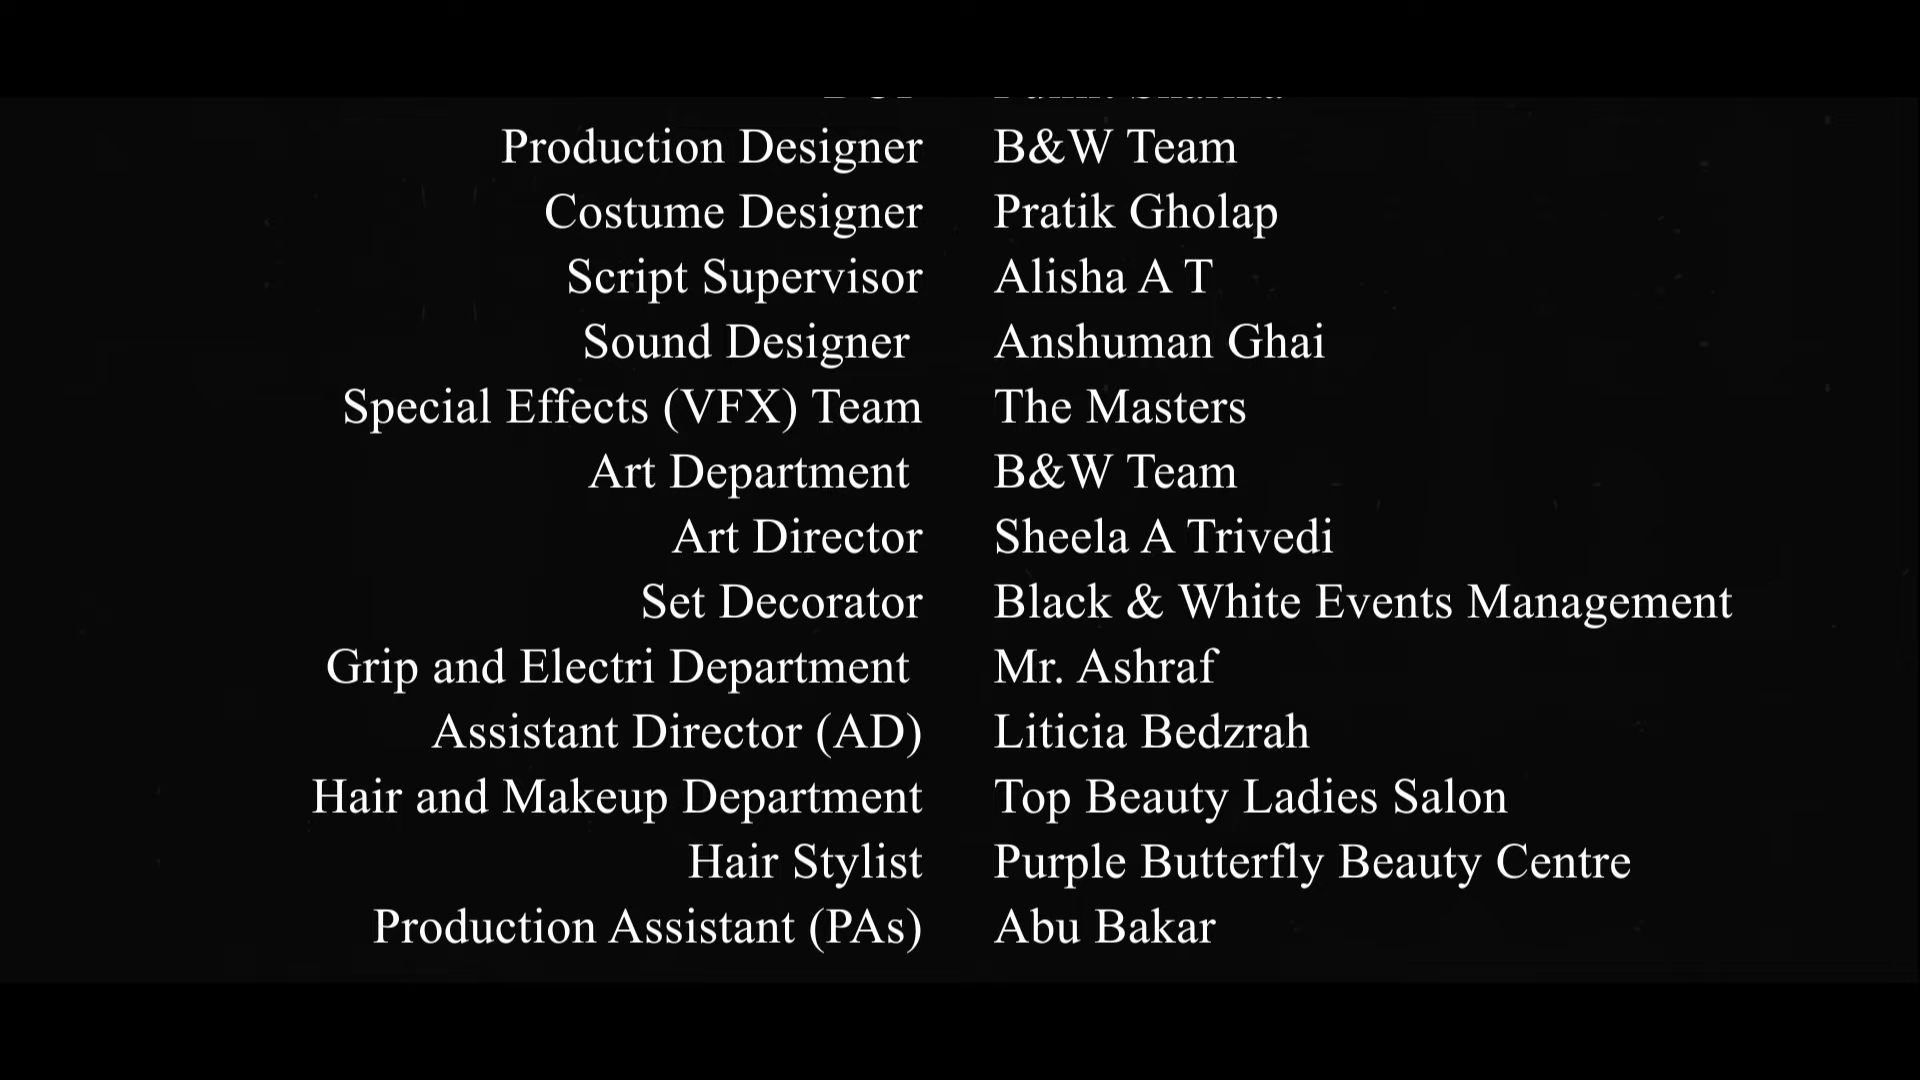 Production Designer B&W Team
Costume Designer Pratik Gholap
Script Supervisor Alisha A T
Sound Designer Anshuman Ghai
Special Effects (VFX) Team The Masters
Art Department B&W Team
Art Director Sheela A Trivedi
Set Decorator Black & White Events Management
Grip and Electri Department Mr. Ashraf
Assistant Director (AD) Liticia Bedzrah
Hair and Makeup Department Top Beauty Ladies Salon
Hair Stylist Purple Butterfly Beauty Centre
Production Assistant (PAs) Abu Bakar